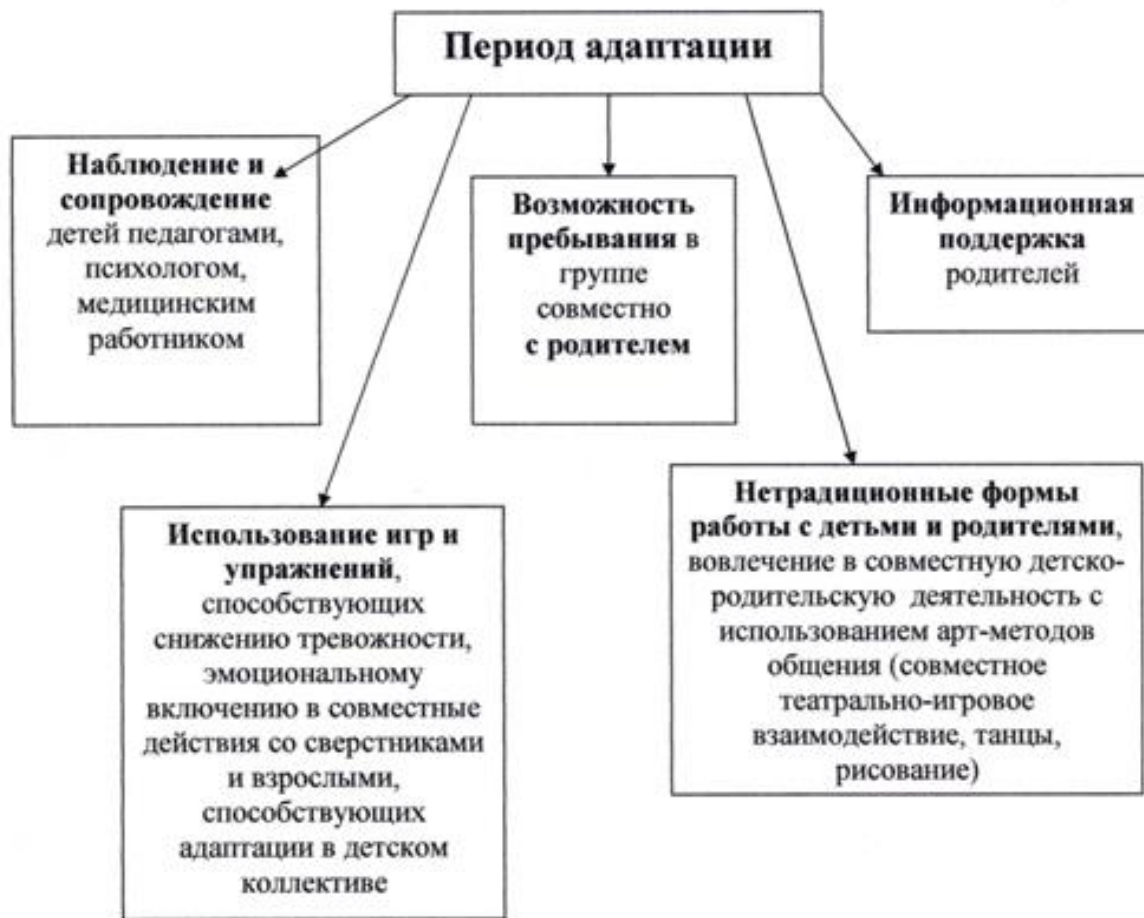 Период адаптации
Наблюдение и
сопровождение
детей педагогами,
психологом,
медицинским
работником
Возможность
пребывания в
группе
совместно
с родителем
Информационная
поддержка
родителей
Использование игр и
упражнений,
способствующих
снижению тревожности,
эмоциональному
включению в совместные
действия со сверстниками
и взрослыми,
способствующих
адаптации в детском
коллективе
Нетрадиционные формы
работы с детьми и родителями,
вовлечение в совместную детско-
родительскую деятельность с
использованием арт-методов
общения (совместное
театрально-игровое
взаимодействие, танцы,
рисование)